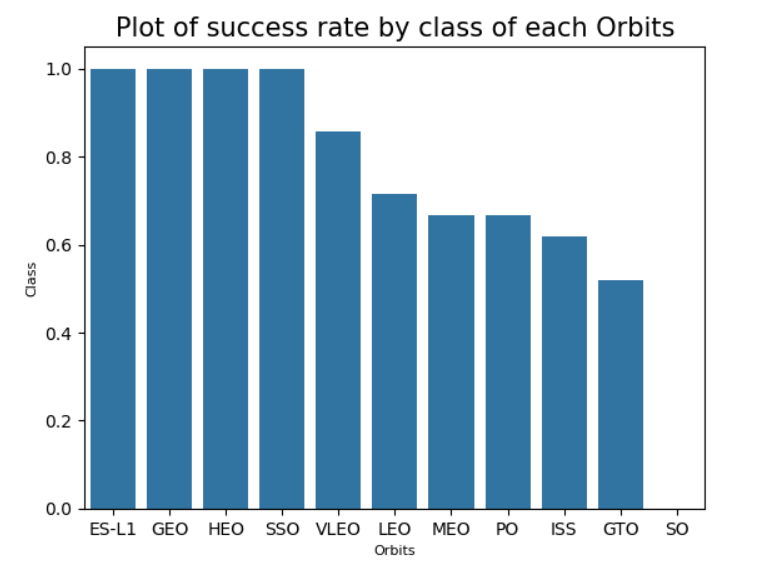 Plot of success rate by class of each Orbits
1.0
0.8
0.6
0.4
0.2
0.0
Class
ES-L1 GEO HEO SSO VLEO LEO MEO PO ISS GTO SO
Orbits